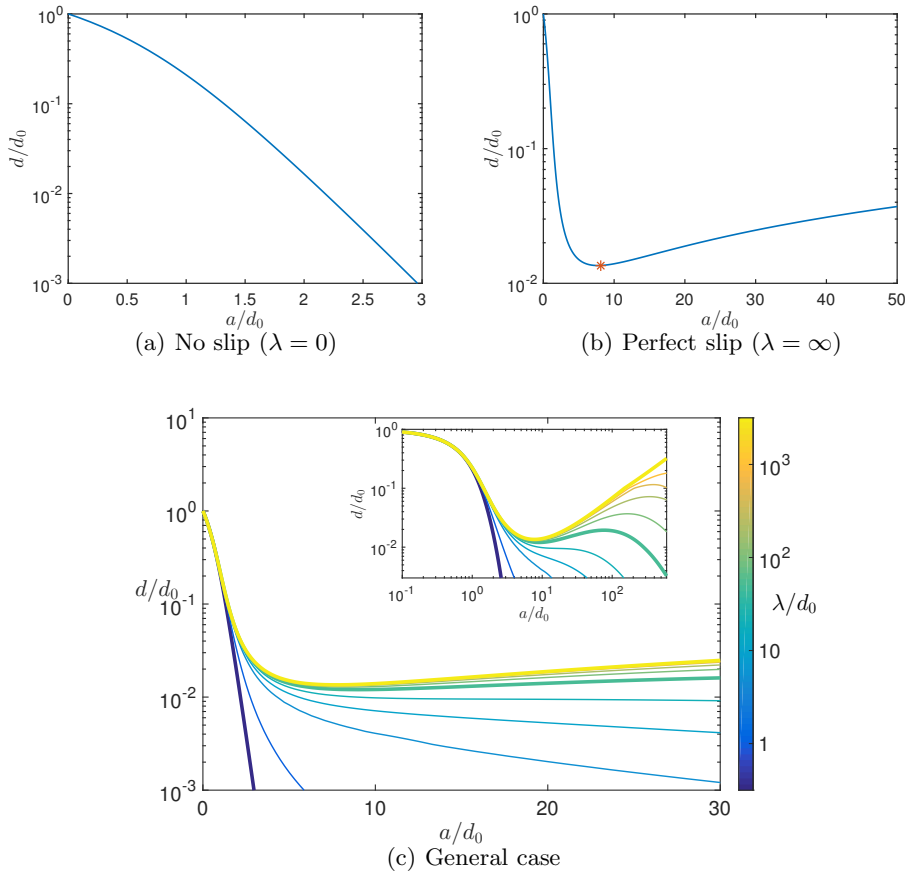 10^0
10^-1
10^-2
10^-3
d/d_0
0 0.5 1 1.5 2 2.5 3
a/d_0
(a) No slip (λ = 0)
10^0
10^-1
10^-2
d/d_0
0 10 20 30 40 50
a/d_0
(b) Perfect slip (λ = ∞)
10^1
10^0
10^-1
10^-2
10^-3
d/d_0
0 10 20 30
a/d_0
10^0
10^-1
10^-2
d/d_0
10^-1 10^0 10^1 10^2
a/d_0
10^3
10^2
10
1
λ/d_0
(c) General case